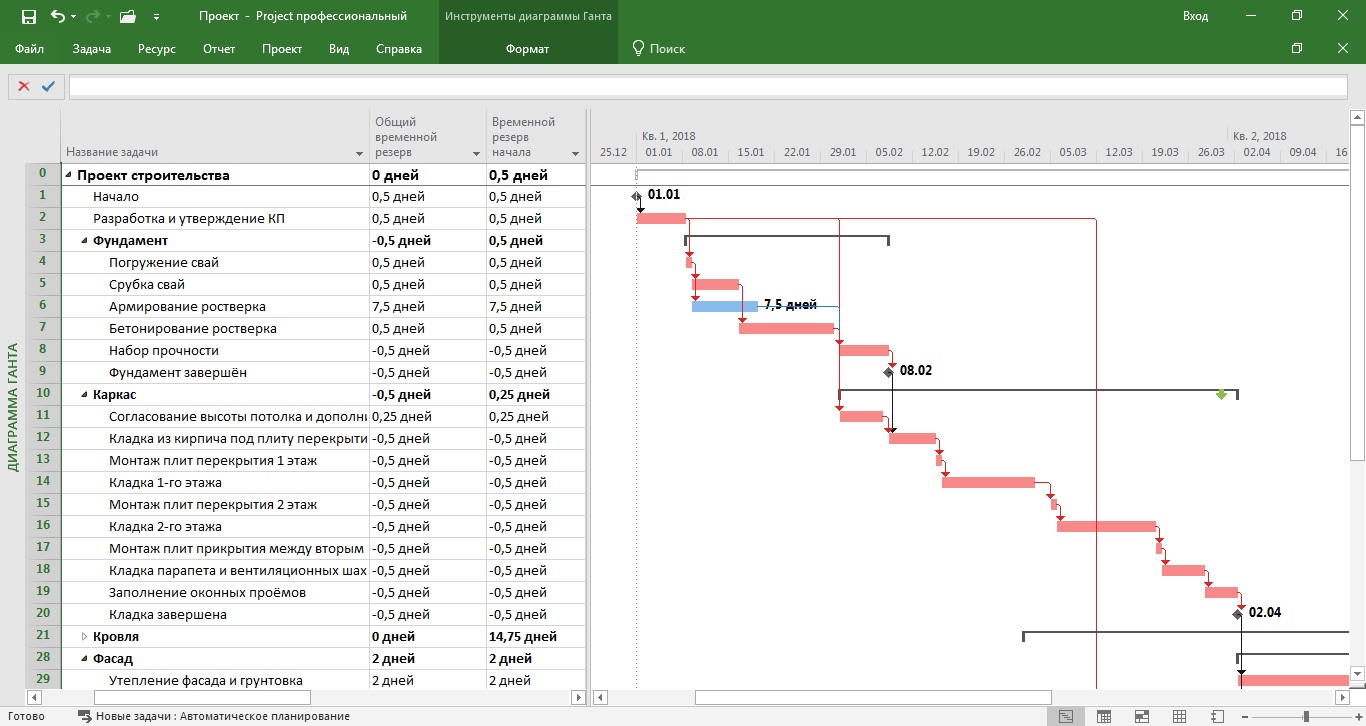 Проект - Project профессиональный
Инструменты диаграммы Ганта
Вход
Файл Задача Ресурс Отчет Проект Вид Справка Формат Поиск
Название задачи
Общий временной резерв
Временной резерв начала
Кв. 1, 2018
Кв. 2, 2018
25.12 01.01 08.01 15.01 22.01 29.01 05.02 12.02 19.02 26.02 05.03 12.03 19.03 26.03 02.04 09.04 16
0 Проект строительства 0 дней 0,5 дней
1 Начало 0,5 дней 0,5 дней 01.01
2 Разработка и утверждение КП 0,5 дней 0,5 дней
3 Фундамент -0,5 дней 0,5 дней
4 Погружение свай 0,5 дней 0,5 дней
5 Срубка свай 0,5 дней 0,5 дней
6 Армирование ростверка 7,5 дней 7,5 дней 7,5 дней
7 Бетонирование ростверка 0,5 дней 0,5 дней
8 Набор прочности -0,5 дней -0,5 дней
9 Фундамент завершён -0,5 дней -0,5 дней 08.02
10 Каркас -0,5 дней 0,25 дней
11 Согласование высоты потолка и дополни 0,25 дней 0,25 дней
12 Кладка из кирпича под плиту перекрыти -0,5 дней -0,5 дней
13 Монтаж плит перекрытия 1 этаж -0,5 дней -0,5 дней
14 Кладка 1-го этажа -0,5 дней -0,5 дней
15 Монтаж плит перекрытия 2 этаж -0,5 дней -0,5 дней
16 Кладка 2-го этажа -0,5 дней -0,5 дней
17 Монтаж плит прикрытия между вторым -0,5 дней -0,5 дней
18 Кладка парапета и вентиляционных шах -0,5 дней -0,5 дней
19 Заполнение оконных проёмов -0,5 дней -0,5 дней
20 Кладка завершена -0,5 дней -0,5 дней 02.04
21 Кровля 0 дней 14,75 дней
28 Фасад 2 дней 2 дней
29 Утепление фасада и грунтовка 2 дней 2 дней
ДИАГРАММА ГАНТА
Готово Новые задачи : Автоматическое планирование